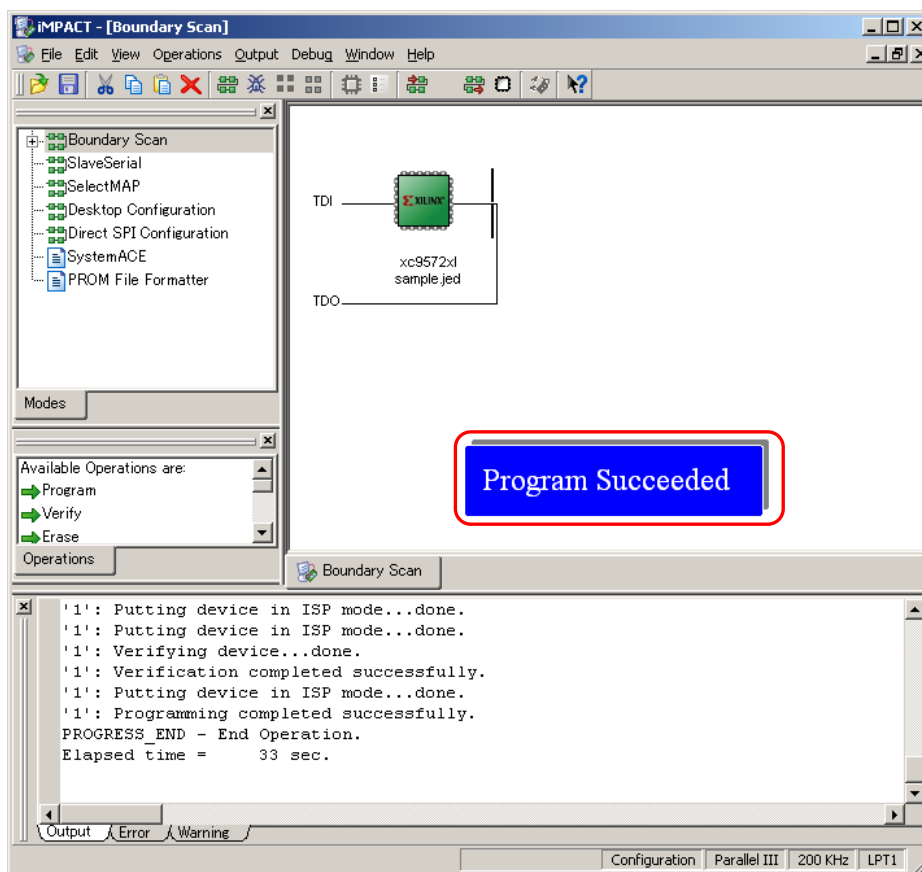 iMPACT - [Boundary Scan]
File Edit View Operations Output Debug Window Help
Boundary Scan
SlaveSerial
SelectMAP
Desktop Configuration
Direct SPI Configuration
SystemACE
PROM File Formatter
Modes
Available Operations are:
Program
Verify
Erase
Operations
TDI
XILINX
xc9572xl
sample.jed
TDO
Program Succeeded
Boundary Scan
'1': Putting device in ISP mode...done.
'1': Putting device in ISP mode...done.
'1': Verifying device...done.
'1': Verification completed successfully.
'1': Putting device in ISP mode...done.
'1': Programming completed successfully.
PROGRESS_END - End Operation.
Elapsed time =     33 sec.
Output Error Warning
Configuration Parallel III 200 KHz LPT1